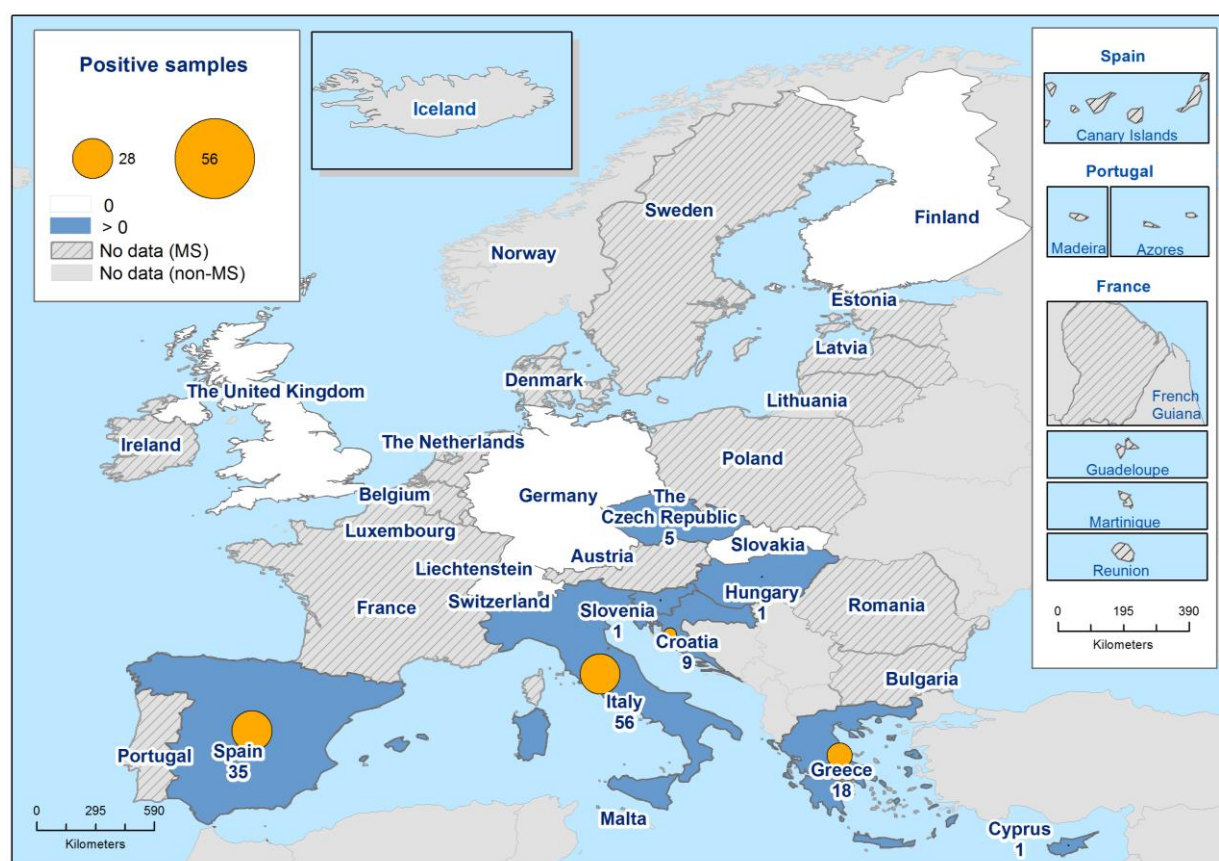 Positive samples
28
56
0
> 0
No data (MS)
No data (non-MS)
Iceland
Sweden
Finland
Norway
Estonia
Latvia
Denmark
Lithuania
The United Kingdom
Ireland
The Netherlands
Poland
Belgium
Germany
The
Czech Republic
5
Luxembourg
Slovakia
Austria
Liechtenstein
Hungary
1
France
Switzerland
Slovenia
1
Romania
Croatia
9
Bulgaria
Italy
56
Portugal
Spain
35
Greece
18
Malta
Cyprus
1
0 295 590
Kilometers
Spain
Canary Islands
Portugal
Madeira
Azores
France
French
Guiana
Guadeloupe
Martinique
Reunion
0 195 390
Kilometers